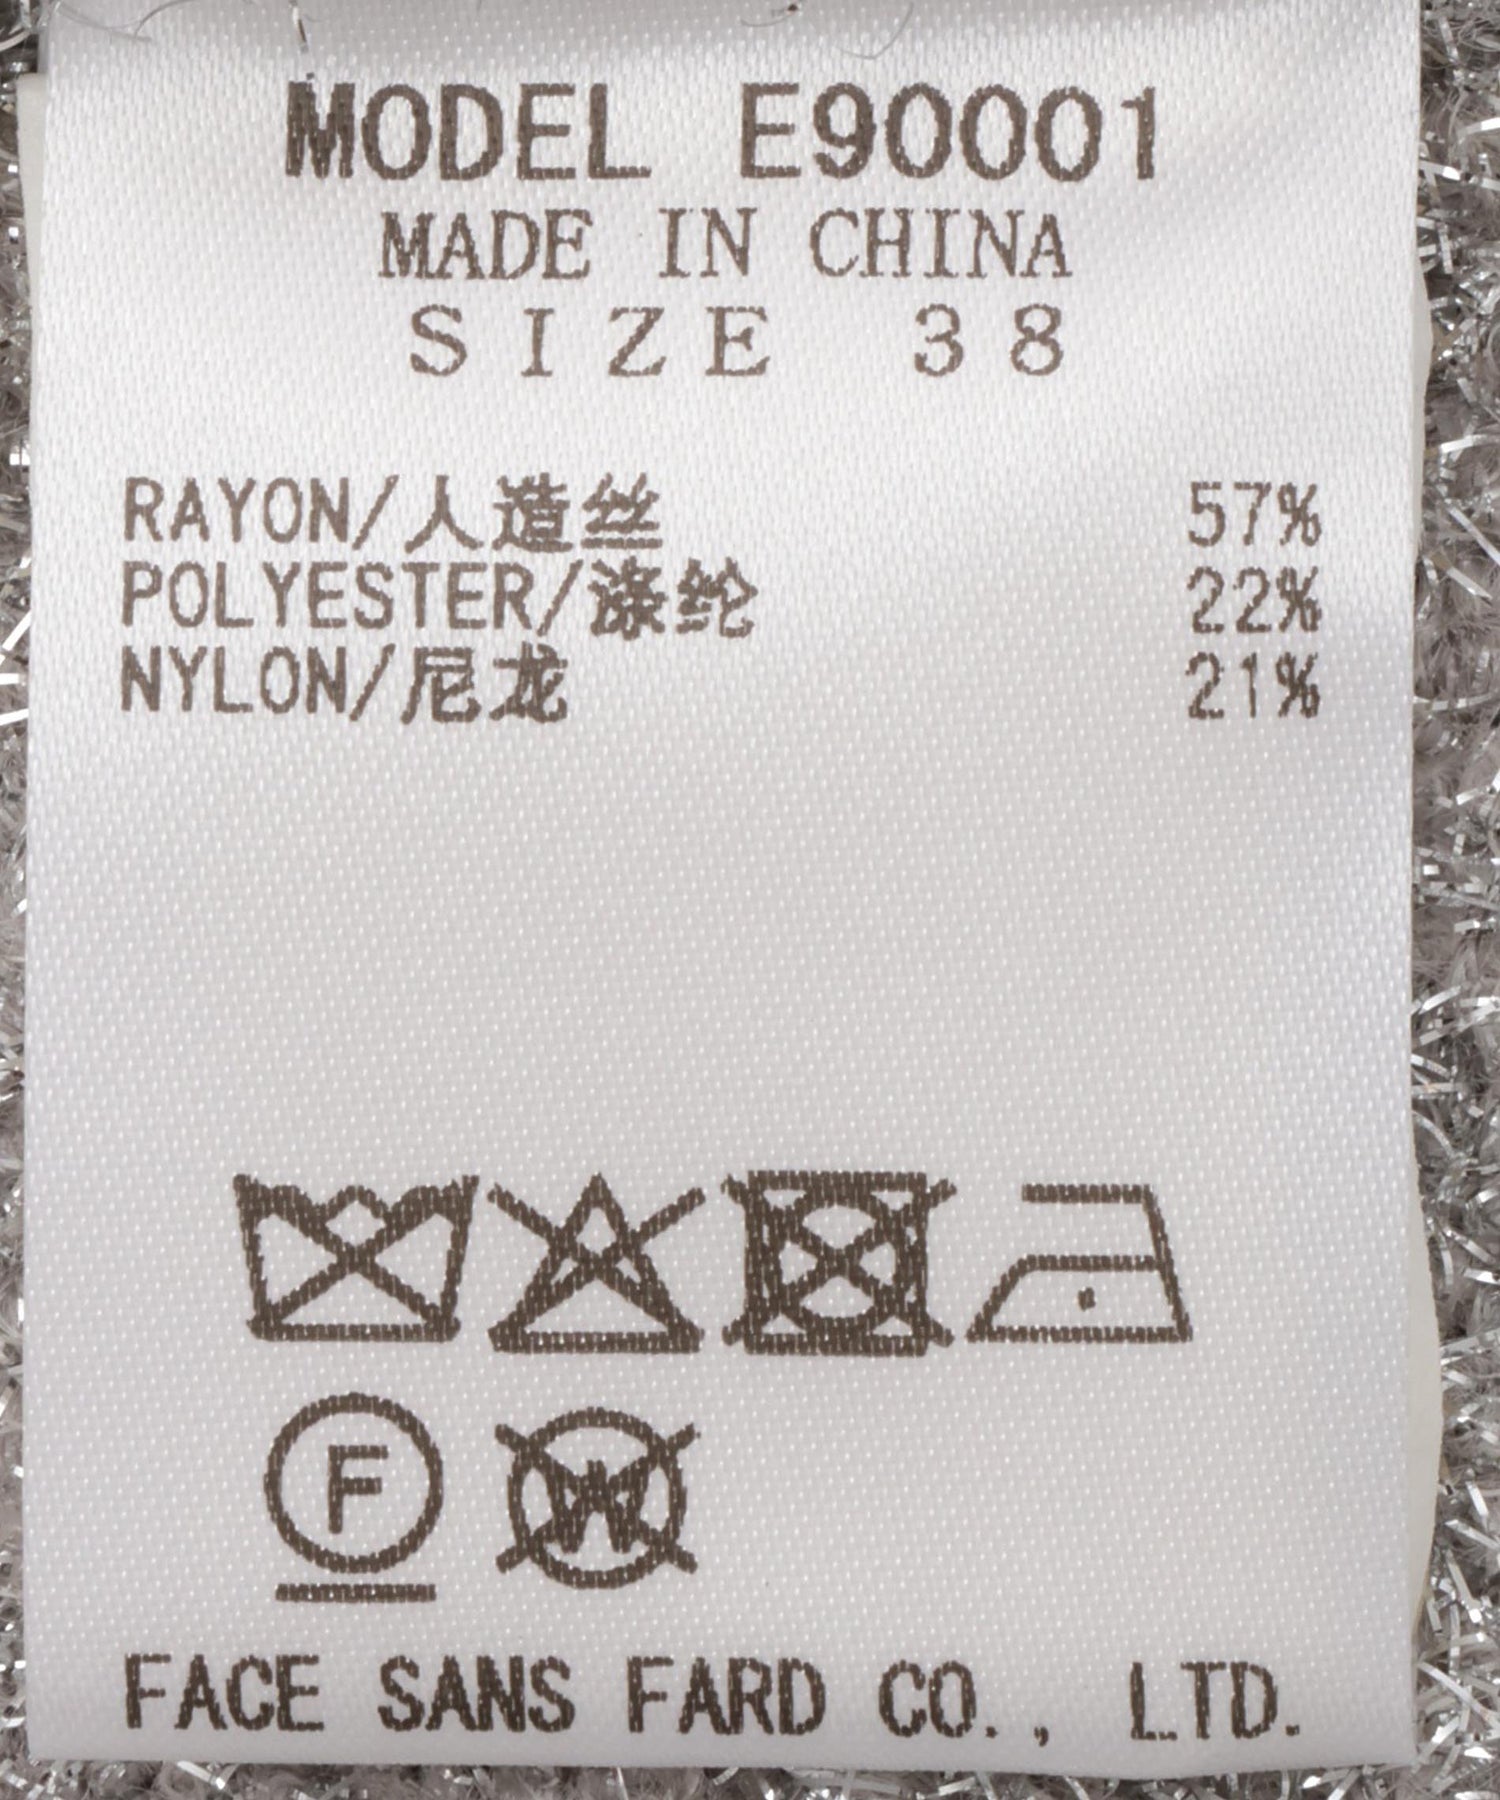 MODEL E90001
MADE IN CHINA
SIZE 38
RAYON/人造丝 57%
POLYESTER/涤纶 22%
NYLON/尼龙 21%
F
W
FACE SANS FARD CO., LTD.